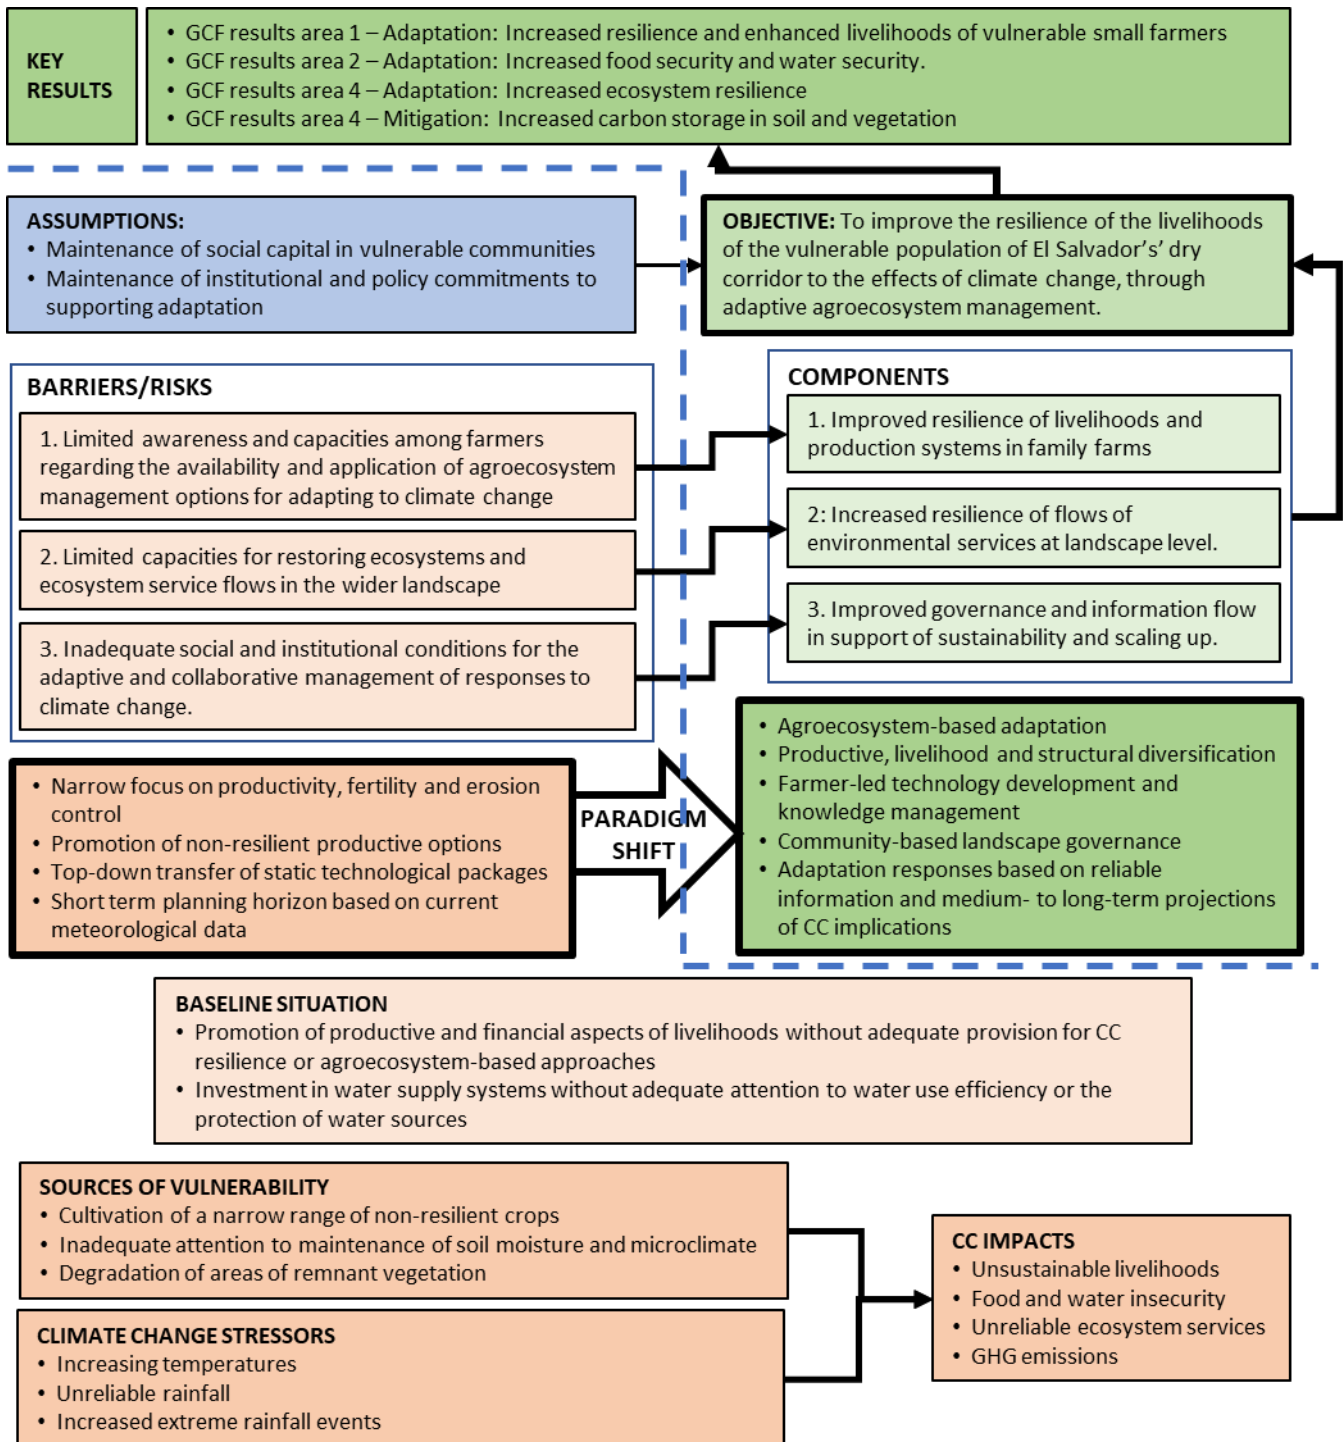 KEY
RESULTS
• GCF results area 1 – Adaptation: Increased resilience and enhanced livelihoods of vulnerable small farmers
• GCF results area 2 – Adaptation: Increased food security and water security.
• GCF results area 4 – Adaptation: Increased ecosystem resilience
• GCF results area 4 – Mitigation: Increased carbon storage in soil and vegetation
ASSUMPTIONS:
• Maintenance of social capital in vulnerable communities
• Maintenance of institutional and policy commitments to
supporting adaptation
OBJECTIVE: To improve the resilience of the livelihoods
of the vulnerable population of El Salvador's' dry
corridor to the effects of climate change, through
adaptive agroecosystem management.
BARRIERS/RISKS
1. Limited awareness and capacities among farmers
regarding the availability and application of agroecosystem
management options for adapting to climate change
2. Limited capacities for restoring ecosystems and
ecosystem service flows in the wider landscape
3. Inadequate social and institutional conditions for the
adaptive and collaborative management of responses to
climate change.
COMPONENTS
1. Improved resilience of livelihoods and
production systems in family farms
2: Increased resilience of flows of
environmental services at landscape level.
3. Improved governance and information flow
in support of sustainability and scaling up.
• Narrow focus on productivity, fertility and erosion
control
• Promotion of non-resilient productive options
• Top-down transfer of static technological packages
• Short term planning horizon based on current
meteorological data
PARADIGM
SHIFT
• Agroecosystem-based adaptation
• Productive, livelihood and structural diversification
• Farmer-led technology development and
knowledge management
• Community-based landscape governance
• Adaptation responses based on reliable
information and medium- to long-term projections
of CC implications
BASELINE SITUATION
• Promotion of productive and financial aspects of livelihoods without adequate provision for CC
resilience or agroecosystem-based approaches
• Investment in water supply systems without adequate attention to water use efficiency or the
protection of water sources
SOURCES OF VULNERABILITY
• Cultivation of a narrow range of non-resilient crops
• Inadequate attention to maintenance of soil moisture and microclimate
• Degradation of areas of remnant vegetation
CLIMATE CHANGE STRESSORS
• Increasing temperatures
• Unreliable rainfall
• Increased extreme rainfall events
CC IMPACTS
• Unsustainable livelihoods
• Food and water insecurity
• Unreliable ecosystem services
• GHG emissions